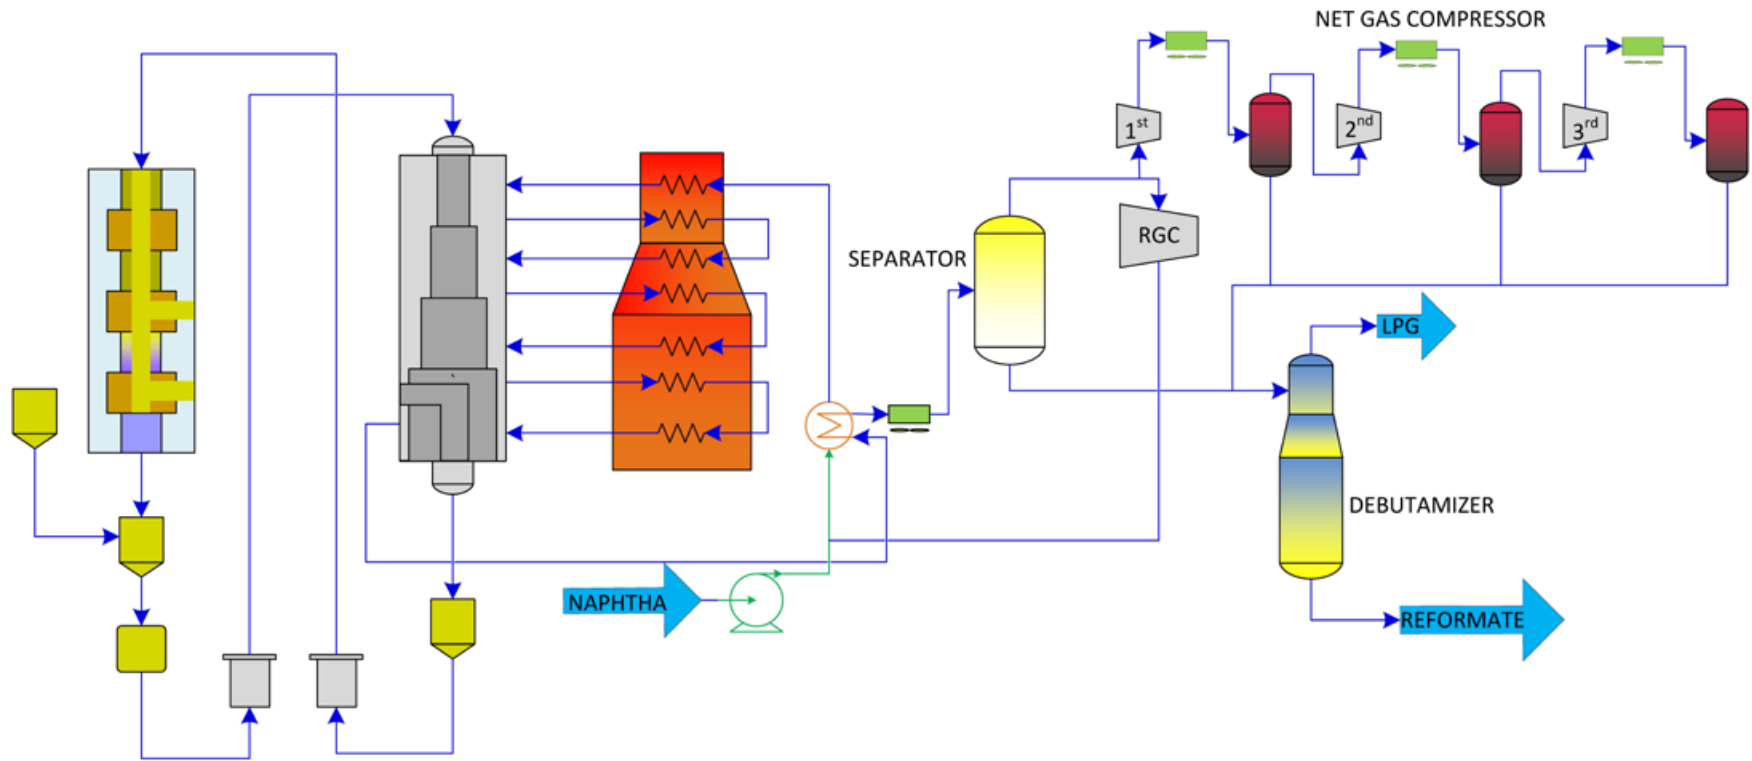 NET GAS COMPRESSOR
1st
2nd
3rd
RGC
SEPARATOR
LPG
DEBUTAMIZER
NAPHTHA
REFORMATE